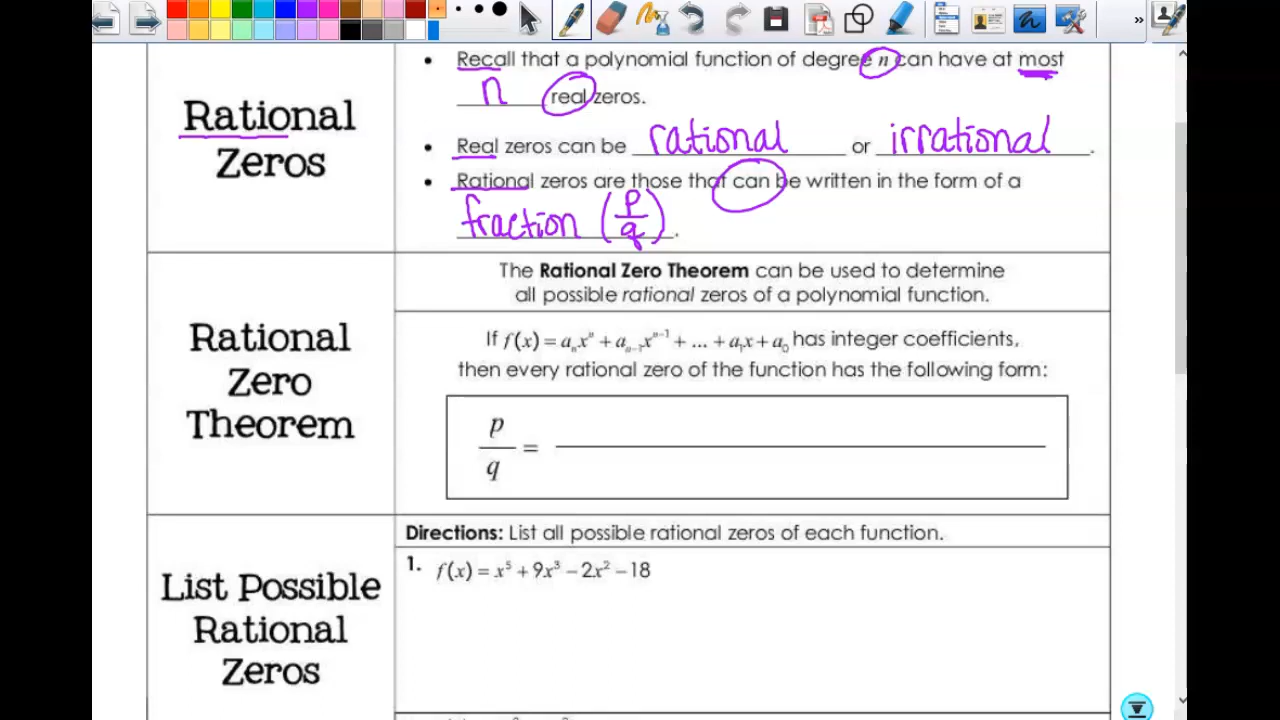 »
Rational
Zeros
• Recall that a polynomial function of degree n can have at most
n real zeros.
• Real zeros can be rational or irrational.
• Rational zeros are those that can be written in the form of a
fraction (p/q).
Rational
Zero
Theorem
The Rational Zero Theorem can be used to determine
all possible rational zeros of a polynomial function.
If f(x) = aₙxⁿ + aₙ₋₁xⁿ⁻¹ + ... + a₁x + a₀ has integer coefficients,
then every rational zero of the function has the following form:
p/q =
List Possible
Rational
Zeros
Directions: List all possible rational zeros of each function.
1. f(x) = x⁵ + 9x³ − 2x² − 18